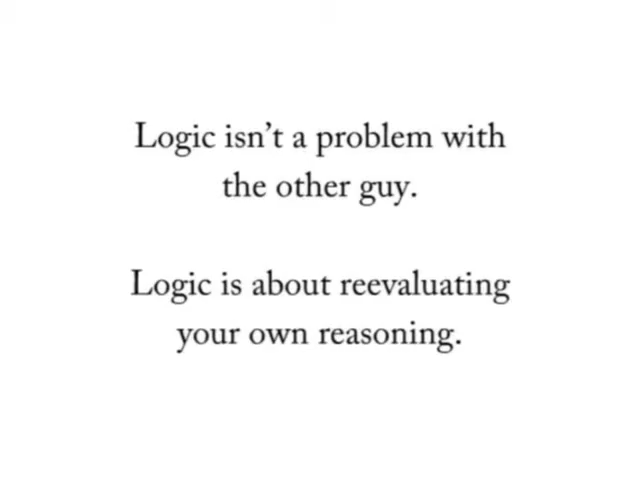 Logic isn’t a problem with
the other guy.
Logic is about reevaluating
your own reasoning.